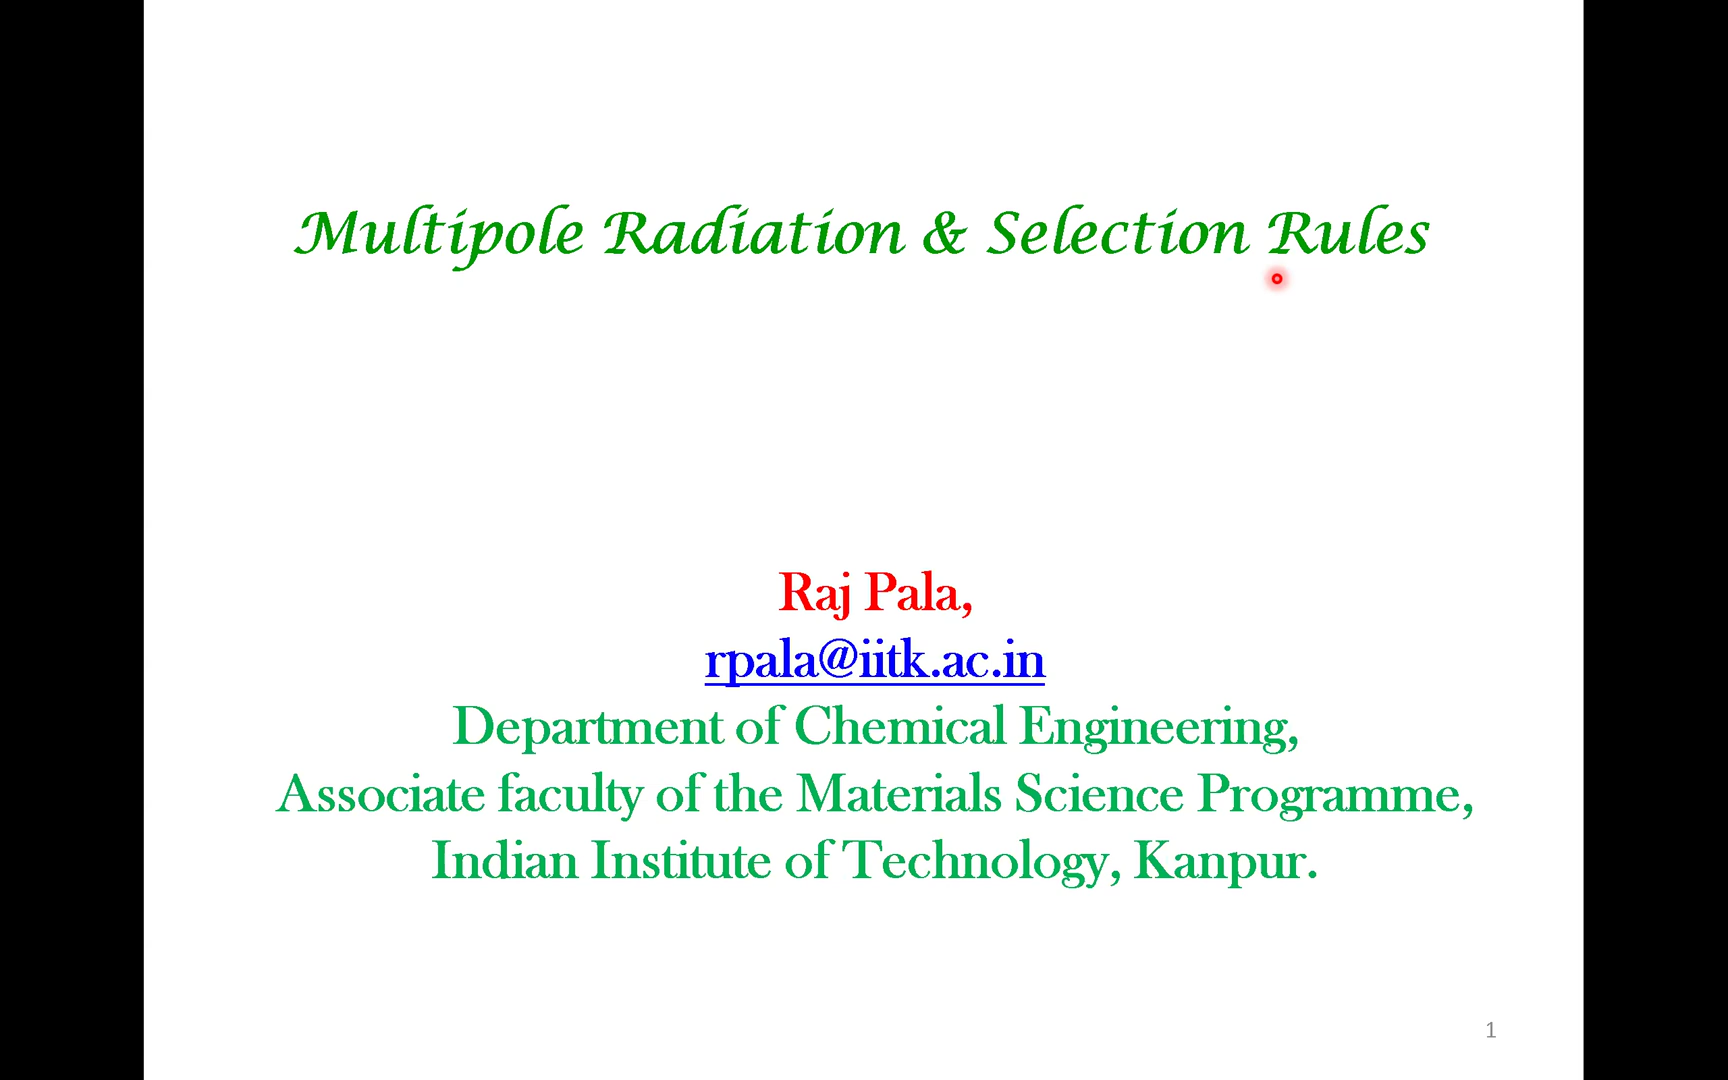 Multipole Radiation & Selection Rules
Raj Pala,
rpala@iitk.ac.in
Department of Chemical Engineering,
Associate faculty of the Materials Science Programme,
Indian Institute of Technology, Kanpur.
1